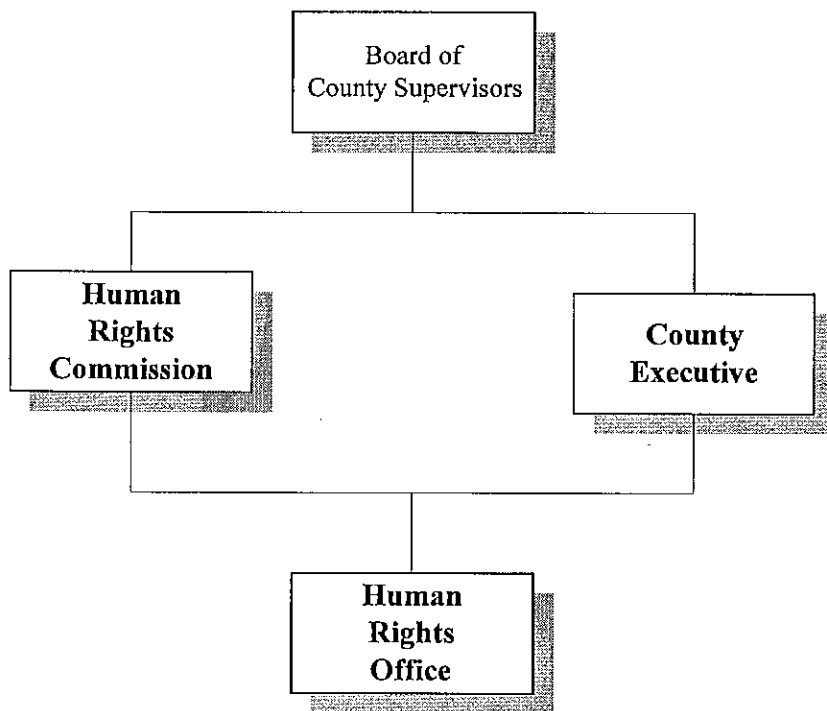 Board of
County Supervisors
Human
Rights
Commission
County
Executive
Human
Rights
Office